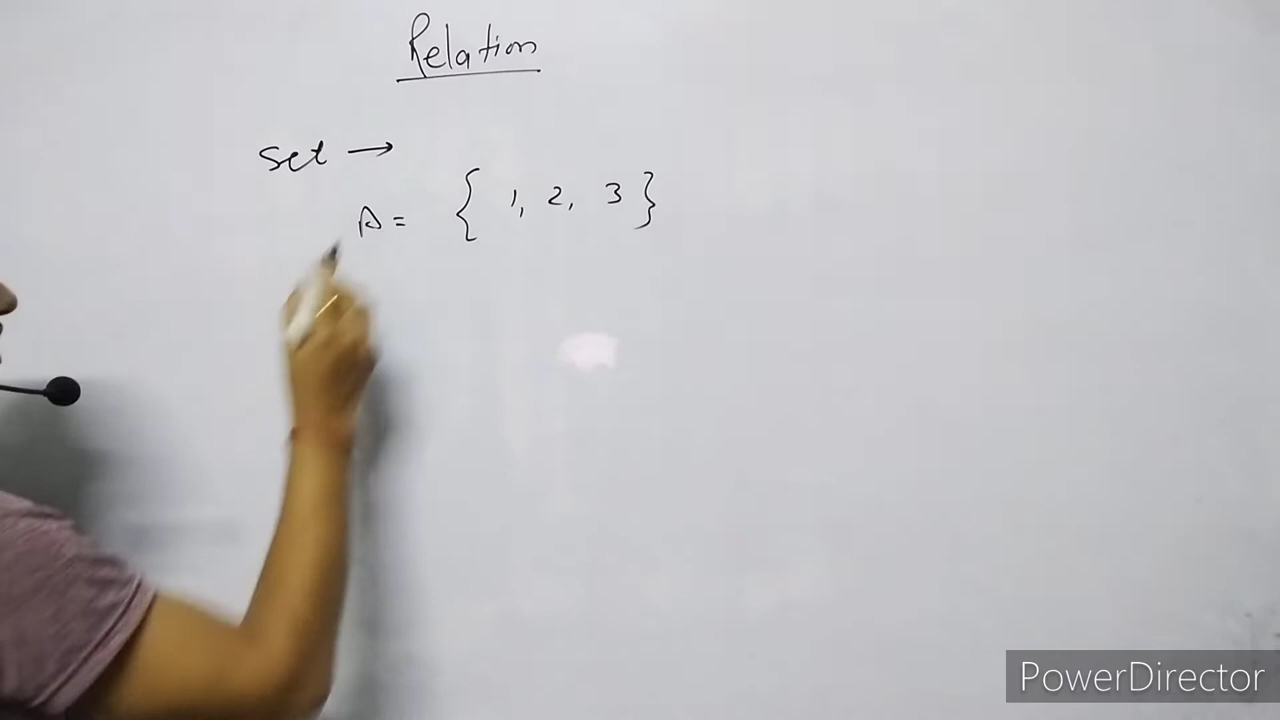 Relation
Set →
A = { 1, 2, 3 }
PowerDirector